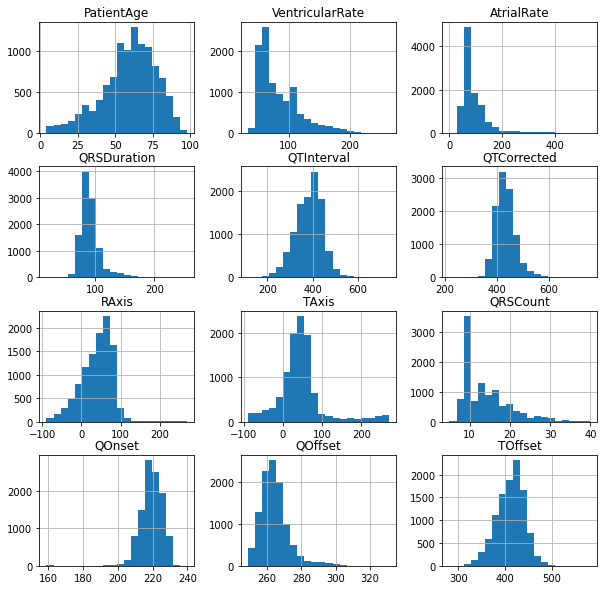 PatientAge
VentricularRate
AtrialRate
1000
500
0
0 25 50 75 100
2000
1000
0
100 200
4000
2000
0
0 200 400
QRSDuration
QTInterval
QTCorrected
4000
3000
2000
1000
0
100 200
2000
1000
0
200 400 600
3000
2000
1000
0
200 400 600
RAxis
TAxis
QRSCount
2000
1500
1000
500
0
−100 0 100 200
2000
1000
0
−100 0 100 200
3000
2000
1000
0
10 20 30 40
QOnset
QOffset
TOffset
2000
1000
0
160 180 200 220 240
2000
1000
0
260 280 300 320
2000
1500
1000
500
0
300 400 500